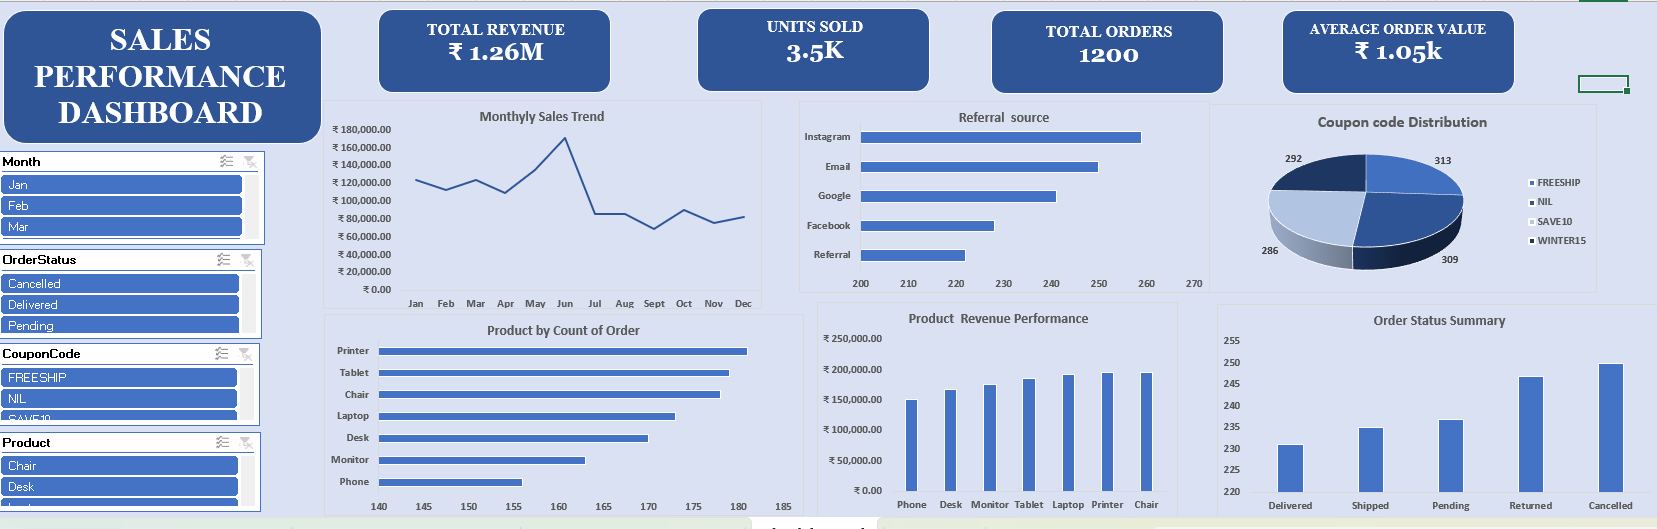 SALES
PERFORMANCE
DASHBOARD
TOTAL REVENUE
₹ 1.26M
UNITS SOLD
3.5K
TOTAL ORDERS
1200
AVERAGE ORDER VALUE
₹ 1.05k
Month
Jan
Feb
Mar
OrderStatus
Cancelled
Delivered
Pending
CouponCode
FREESHIP
NIL
SAVE10
Product
Chair
Desk
Monthyly Sales Trend
₹ 180,000.00
₹ 160,000.00
₹ 140,000.00
₹ 120,000.00
₹ 100,000.00
₹ 80,000.00
₹ 60,000.00
₹ 40,000.00
₹ 20,000.00
₹ 0.00
Jan Feb Mar Apr May Jun Jul Aug Sept Oct Nov Dec
Referral source
Instagram
Email
Google
Facebook
Referral
200 210 220 230 240 250 260 270
Coupon code Distribution
292
313
286
309
FREESHIP
NIL
SAVE10
WINTER15
Product by Count of Order
Printer
Tablet
Chair
Laptop
Desk
Monitor
Phone
140 145 150 155 160 165 170 175 180 185
Product Revenue Performance
₹ 250,000.00
₹ 200,000.00
₹ 150,000.00
₹ 100,000.00
₹ 50,000.00
₹ 0.00
Phone Desk Monitor Tablet Laptop Printer Chair
Order Status Summary
255
250
245
240
235
230
225
220
Delivered Shipped Pending Returned Cancelled